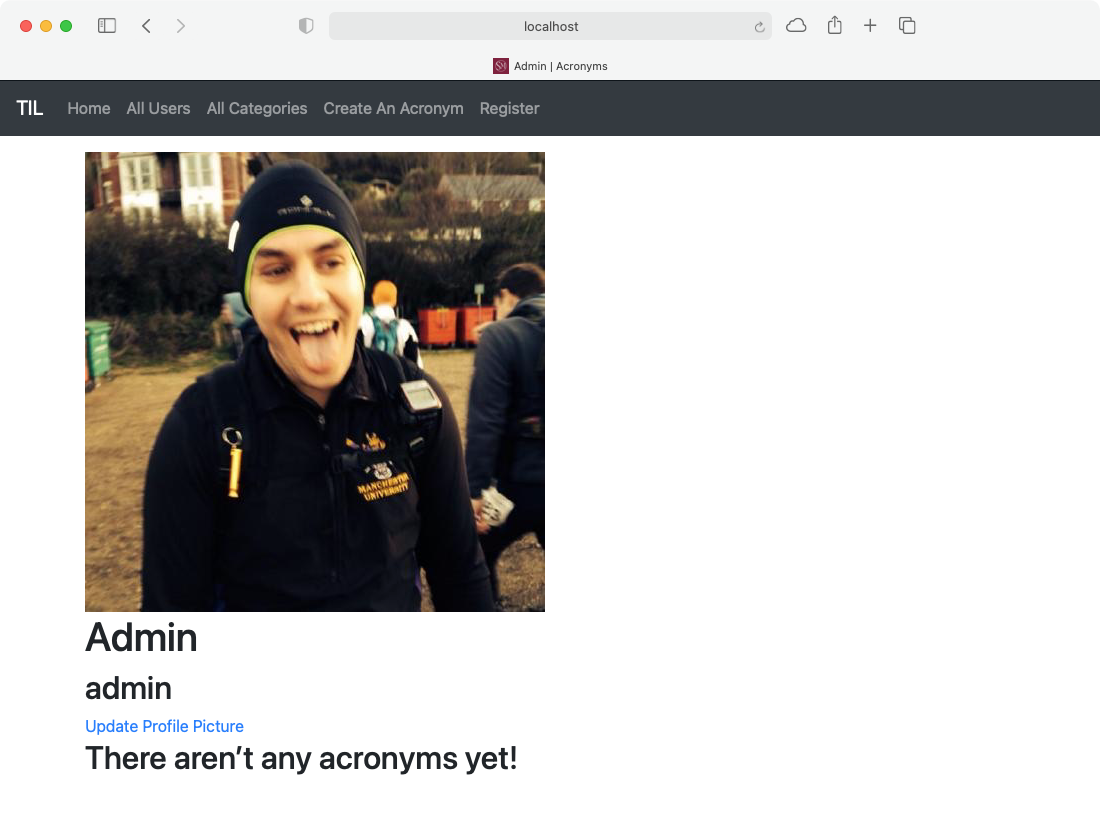 localhost
Admin | Acronyms
TIL Home All Users All Categories Create An Acronym Register
MANCHESTER
UNIVERSITY
Admin
admin
Update Profile Picture
There aren’t any acronyms yet!